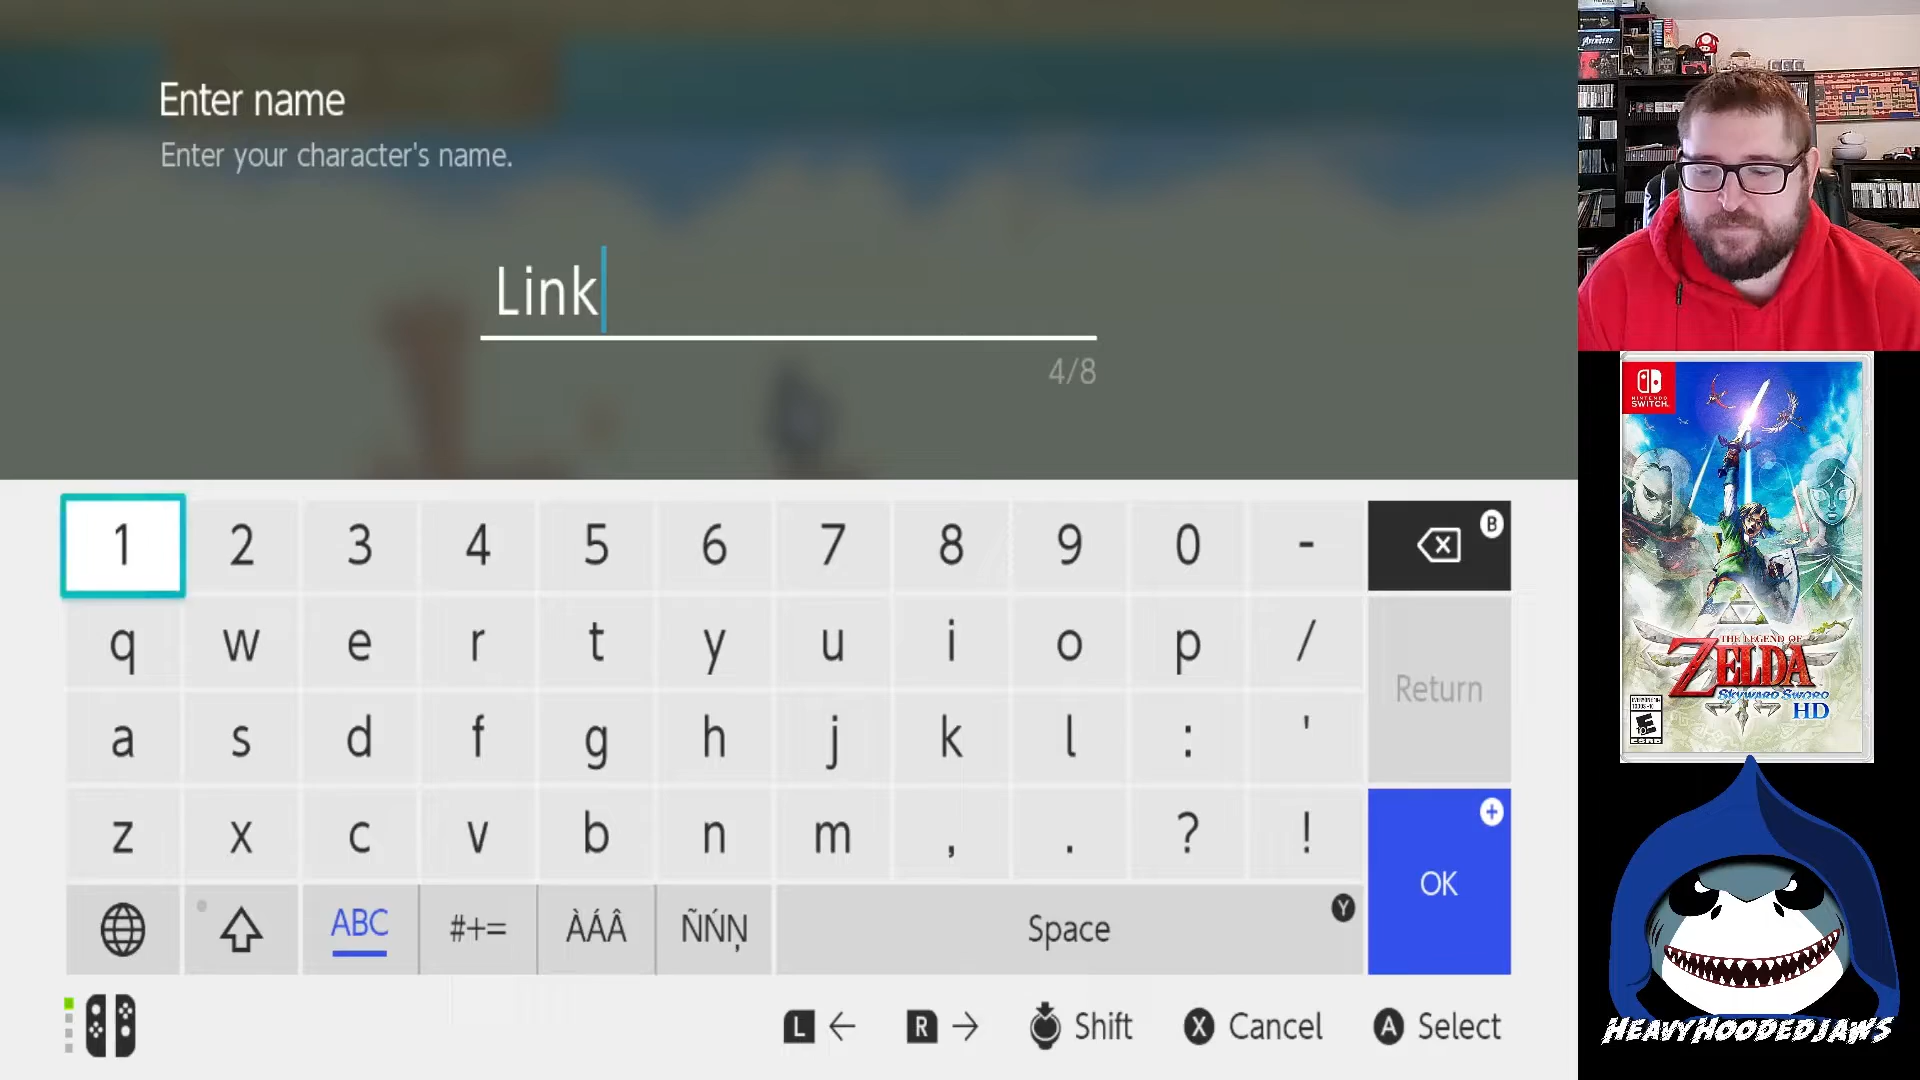 Enter name
Enter your character's name.
Link
4/8
1 2 3 4 5 6 7 8 9 0 - B
q w e r t y u i o p /
Return
a s d f g h j k l : '
z x c v b n m , . ? ! +
OK
ABC #+= ÀÁÂ ÑŃŅ Space Y
L ← R → Shift X Cancel A Select
AVENGERS
NINTENDO
SWITCH
THE LEGEND OF
ZELDA
SKYWARD SWORD
HD
E
ESRB
HEAVYHOODEDJAWS